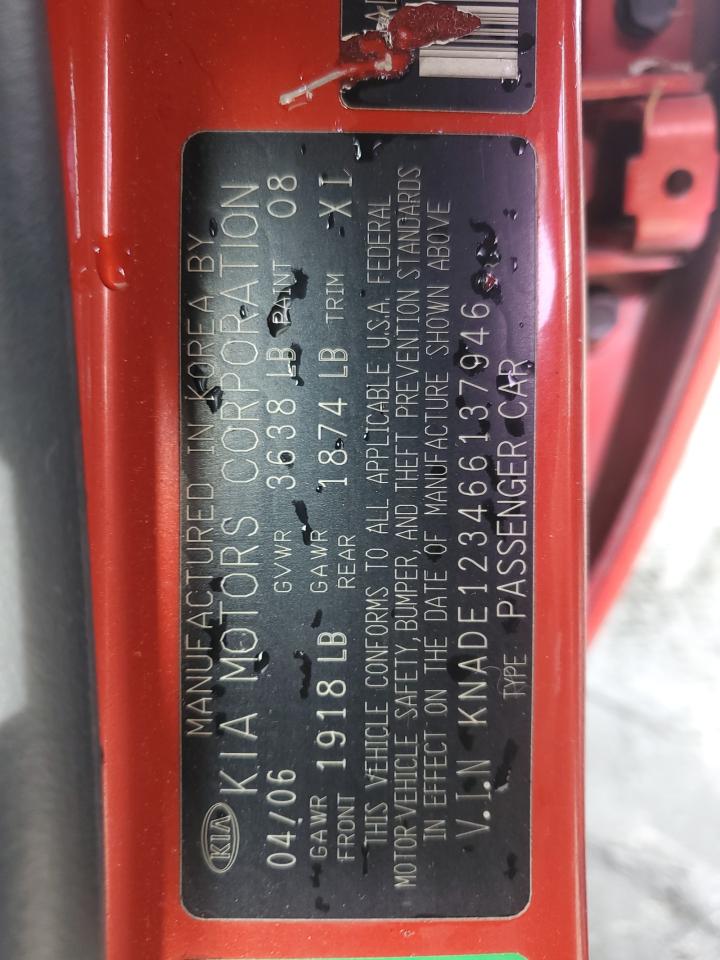 MANUFACTURED IN KOREA BY
KIA KIA MOTORS CORPORATION
04/06 GVWR 3638 LB PAINT 08
GAWR FRONT 1918 LB GAWR REAR 1874 LB TRIM XI
THIS VEHICLE CONFORMS TO ALL APPLICABLE U.S.A. FEDERAL
MOTOR VEHICLE SAFETY, BUMPER, AND THEFT PREVENTION STANDARDS
IN EFFECT ON THE DATE OF MANUFACTURE SHOWN ABOVE
V.I.N KNADE123466137946
TYPE PASSENGER CAR